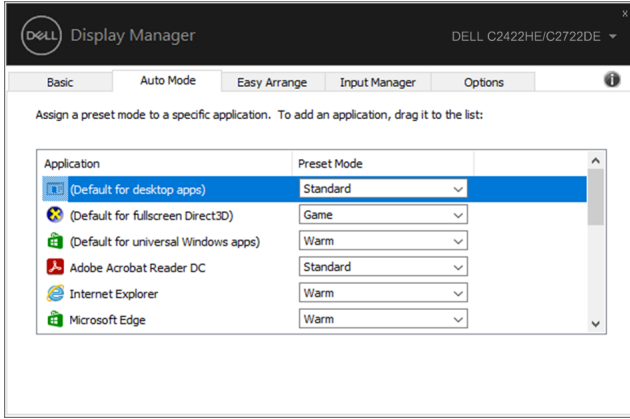 x
DELL Display Manager DELL C2422HE/C2722DE
Basic Auto Mode Easy Arrange Input Manager Options
Assign a preset mode to a specific application. To add an application, drag it to the list:
Application Preset Mode
(Default for desktop apps) Standard
(Default for fullscreen Direct3D) Game
(Default for universal Windows apps) Warm
Adobe Acrobat Reader DC Standard
Internet Explorer Warm
Microsoft Edge Warm